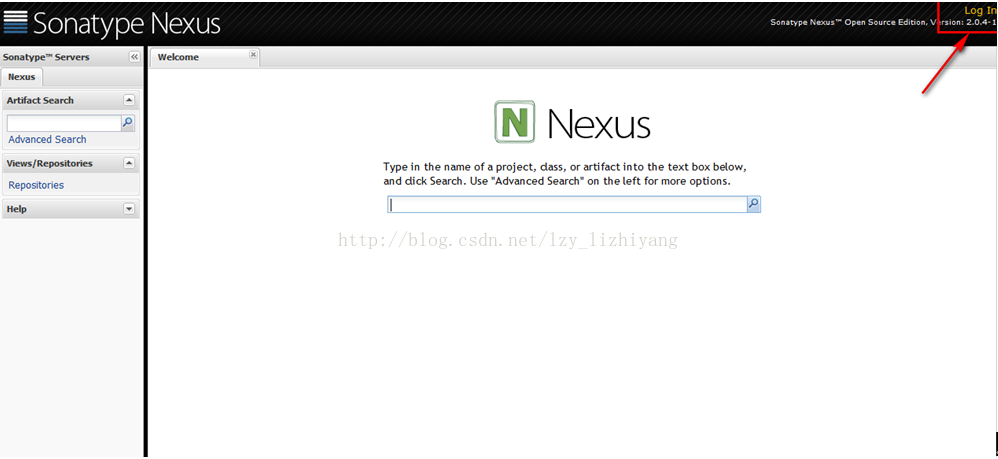 Sonatype Nexus
Log In
Sonatype Nexus™ Open Source Edition, Version: 2.0.4-1
Sonatype™ Servers
Welcome
Nexus
Artifact Search
Advanced Search
Views/Repositories
Repositories
Help
N Nexus
Type in the name of a project, class, or artifact into the text box below,
and click Search. Use "Advanced Search" on the left for more options.
http://blog.csdn.net/lzy_lizhiyang